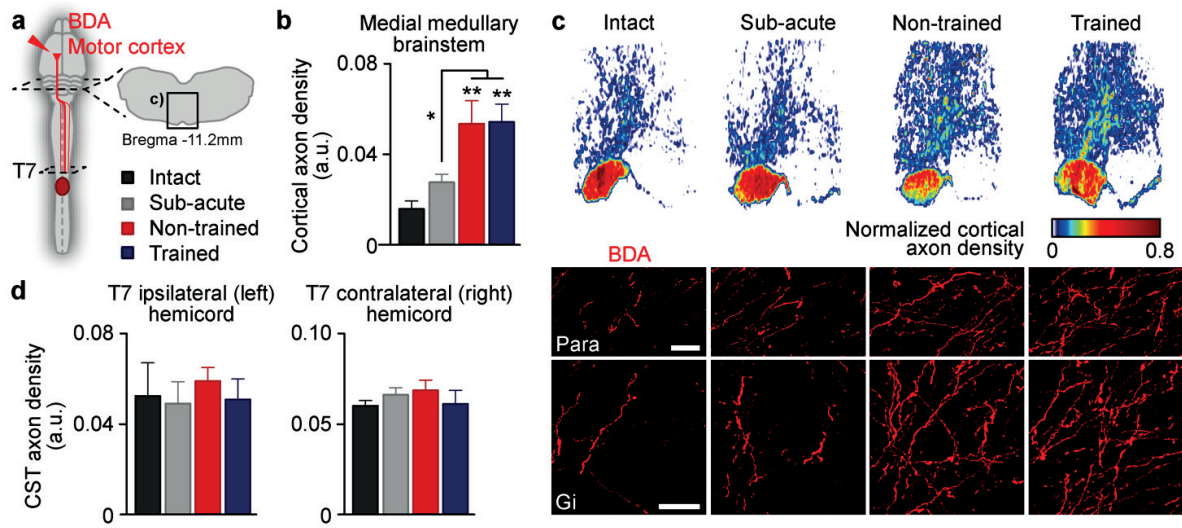 a
BDA
Motor cortex
c)
Bregma -11.2mm
T7
Intact
Sub-acute
Non-trained
Trained
b
Medial medullary
brainstem
Cortical axon density
(a.u.)
0.08
0.04
0
*
**
**
c
Intact
Sub-acute
Non-trained
Trained
Normalized cortical
axon density
0
0.8
BDA
Para
Gi
d
T7 ipsilateral (left)
hemicord
CST axon density
(a.u.)
0.08
0.04
0
T7 contralateral (right)
hemicord
0.10
0.05
0